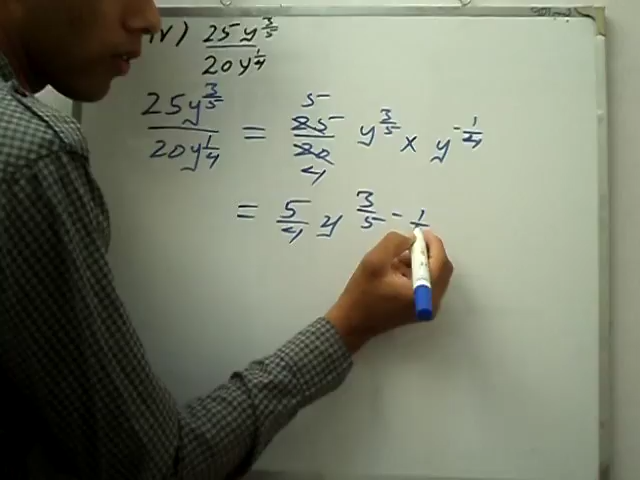 iv) 25y^(3/5) / 20y^(1/4)
25y^(3/5) / 20y^(1/4) = 25/20 5/4 y^(3/5) × y^(-1/4)
= 5/4 y^(3/5 - 1/